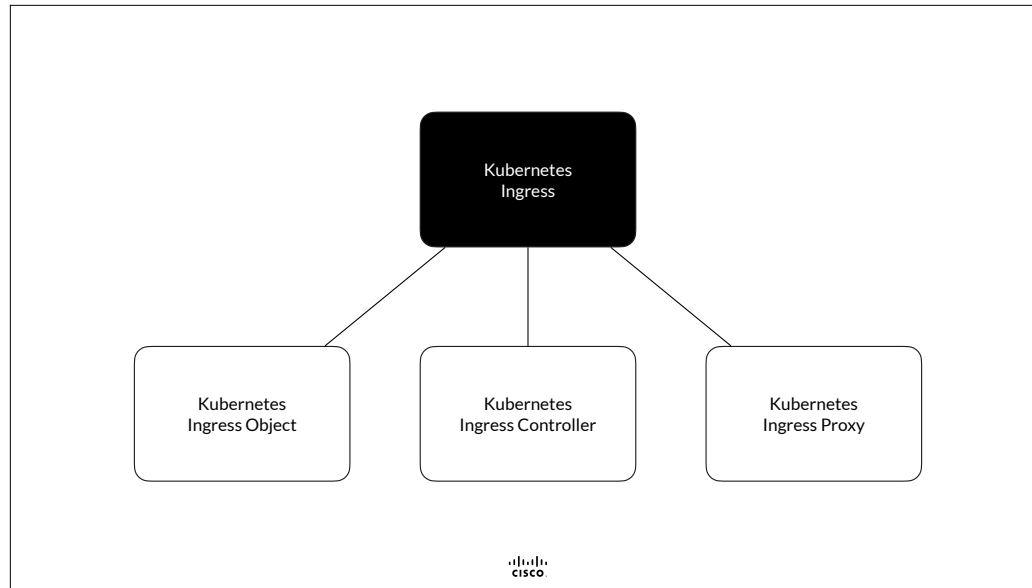 Kubernetes
Ingress
Kubernetes
Ingress Object
Kubernetes
Ingress Controller
Kubernetes
Ingress Proxy
CISCO